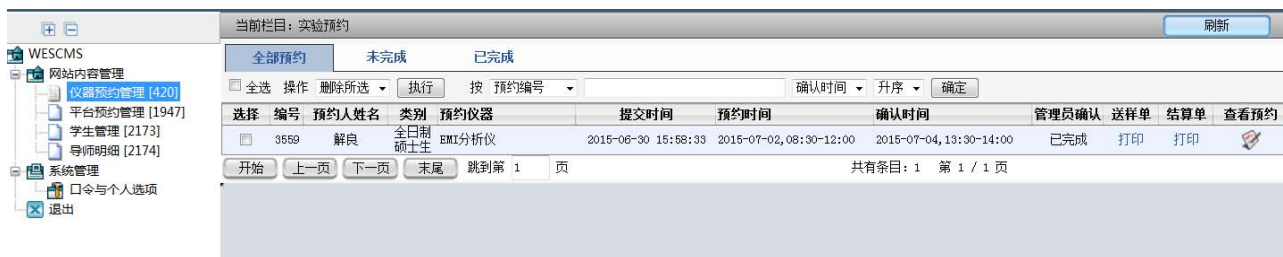 当前栏目：实验预约 刷新
WESCMS
网站内容管理
仪器预约管理 [420]
平台预约管理 [1947]
学生管理 [2173]
导师明细 [2174]
系统管理
口令与个人选项
退出
全部预约 未完成 已完成
全选 操作 删除所选 执行 按 预约编号 确认时间 升序 确定
选择 编号 预约人姓名 类别 预约仪器 提交时间 预约时间 确认时间 管理员确认 送样单 结算单 查看预约
3559 解良 全日制硕士生 EMI分析仪 2015-06-30 15:58:33 2015-07-02,08:30-12:00 2015-07-04,13:30-14:00 已完成 打印 打印
开始 上一页 下一页 末尾 跳到第 1 页 共有条目：1 第 1 / 1 页